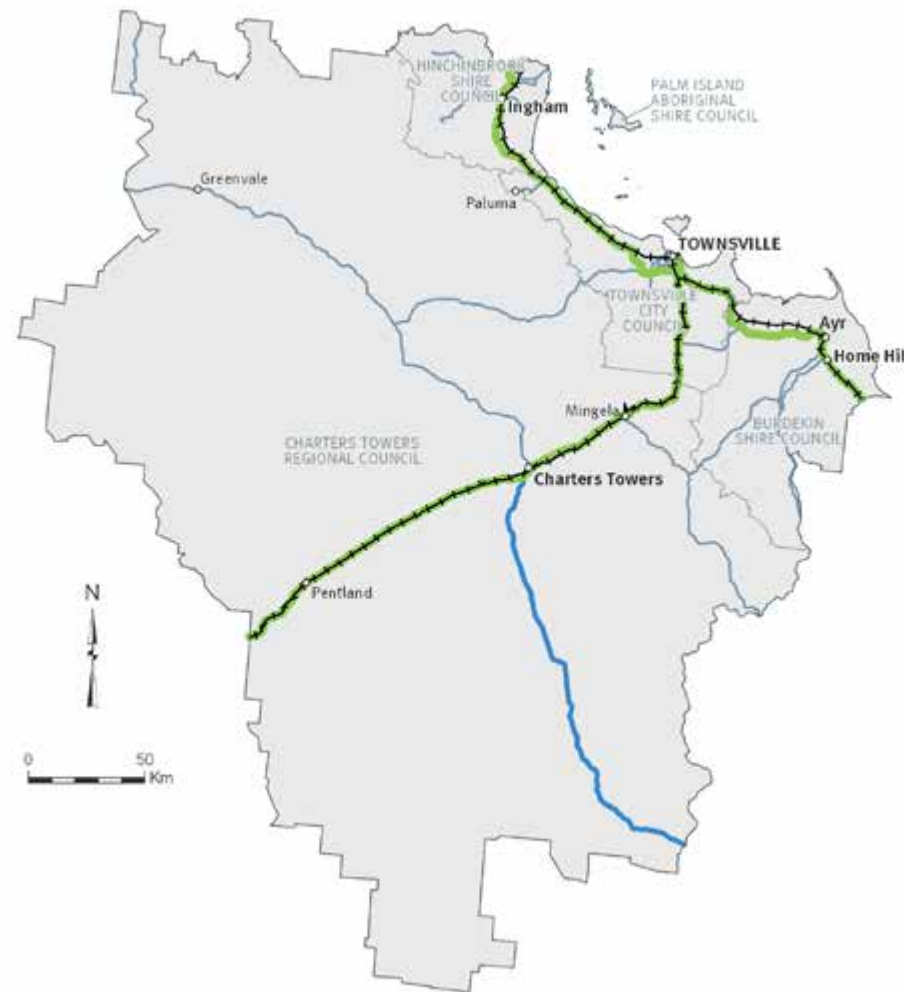 HINCHINBROOK
SHIRE
COUNCIL
Ingham
PALM ISLAND
ABORIGINAL
SHIRE COUNCIL
Greenvale
Paluma
TOWNSVILLE
TOWNSVILLE
CITY
COUNCIL
Ayr
Home Hil
Mingela
BURDEKIN
SHIRE COUNCIL
CHARTERS TOWERS
REGIONAL COUNCIL
Charters Towers
Pentland
N
0 50
Km